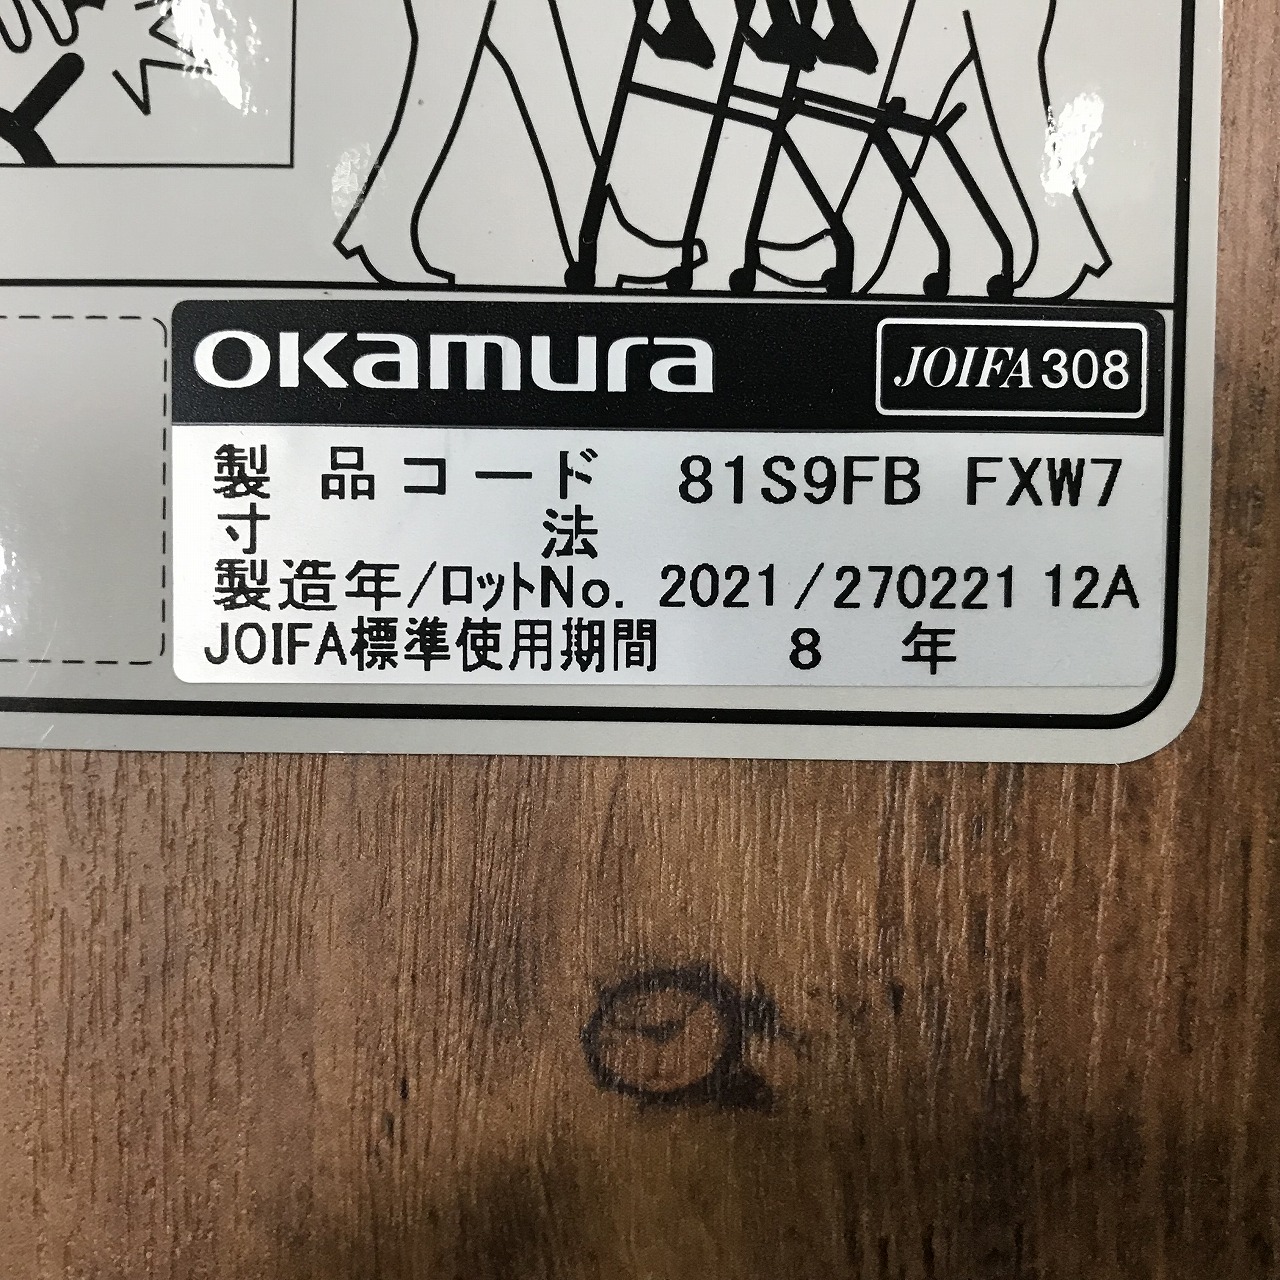 okamura JOIFA308
製品コード 81S9FB FXW7
寸法
製造年/ロットNo. 2021/270221 12A
JOIFA標準使用期間 8年